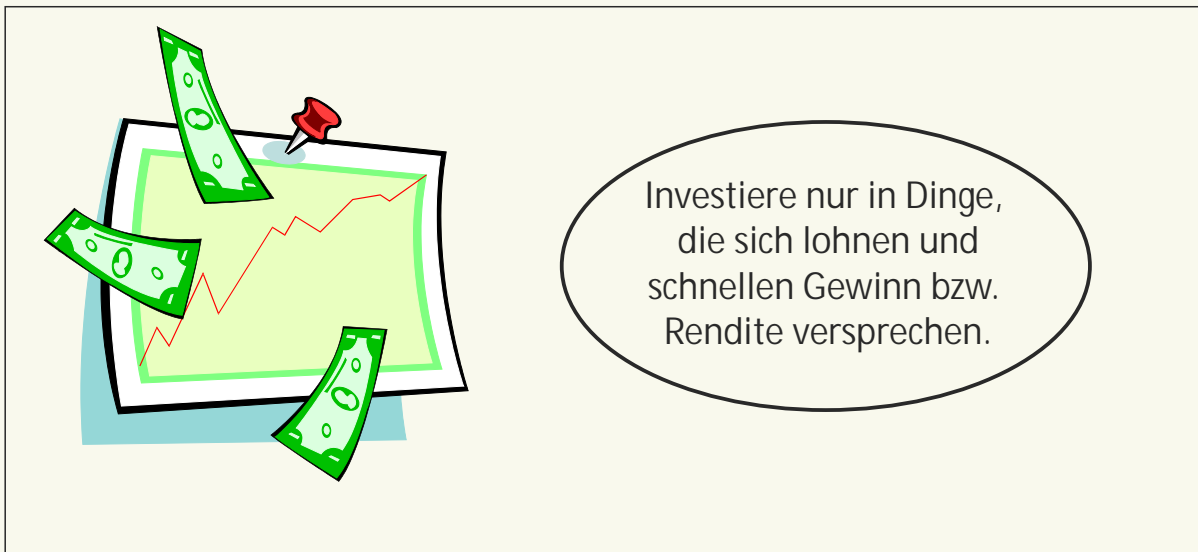 Investiere nur in Dinge,
die sich lohnen und
schnellen Gewinn bzw.
Rendite versprechen.